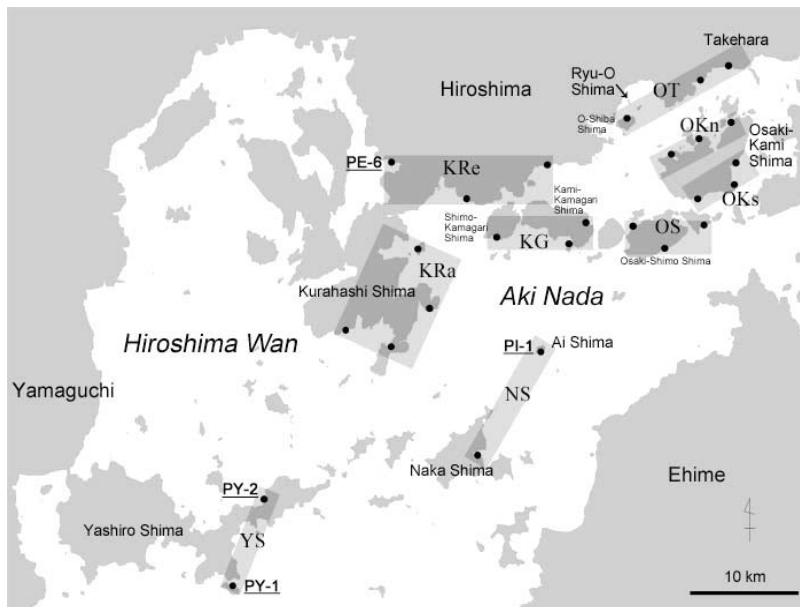 Takehara
Hiroshima
Ryu-O
Shima
OT
O-Shiba
Shima
OKn
Osaki-
Kami
Shima
PE-6
KRe
Kami-
Kamagari
Shima
OKs
Shimo-
Kamagari
Shima
KG
OS
Osaki-Shimo Shima
KRa
Kurahashi Shima
Aki Nada
Hiroshima Wan
PI-1
Ai Shima
Yamaguchi
NS
Naka Shima
Ehime
PY-2
Yashiro Shima
YS
PY-1
10 km